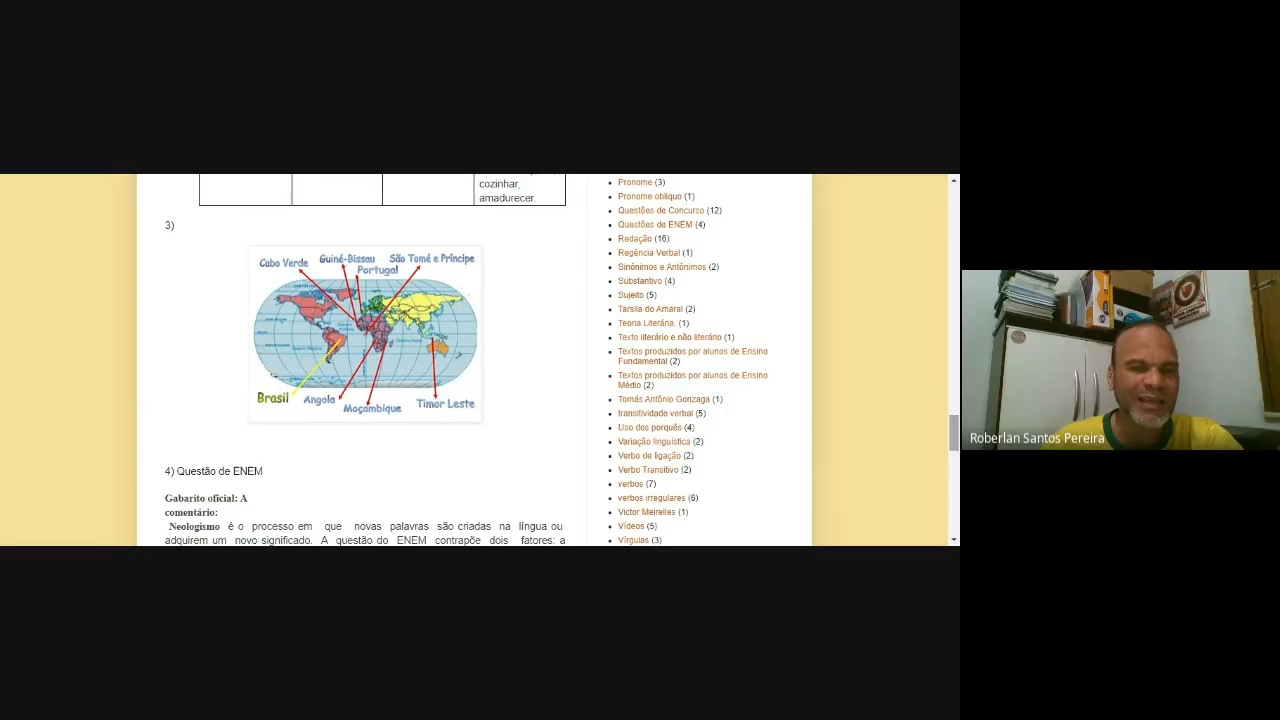 cozinhar,
amadurecer.
3)
Cabo Verde
Guiné-Bissau
São Tomé e Príncipe
Portugal
Brasil
Angola
Moçambique
Timor Leste
4) Questão de ENEM
Gabarito oficial: A
comentário:
Neologismo é o processo em que novas palavras são criadas na língua ou
adquirem um novo significado. A questão do ENEM contrapõe dois fatores: a
Pronome (3)
Pronome obliquo (1)
Questões de Concurso (12)
Questões de ENEM (4)
Redação (16)
Regência Verbal (1)
Sinônimos e Antônimos (2)
Substantivo (4)
Sujeito (5)
Tarsila do Amaral (2)
Teoria Literária. (1)
Texto literário e não literário (1)
Textos produzidos por alunos de Ensino
Fundamental (2)
Textos produzidos por alunos de Ensino
Médio (2)
Tomás Antônio Gonzaga (1)
transitividade verbal (5)
Uso dos porquês (4)
Variação linguística (2)
Verbo de ligação (2)
Verbo Transitivo (2)
verbos (7)
verbos irregulares (6)
Victor Meirelles (1)
Vídeos (5)
Vírgulas (3)
Roberlan Santos Pereira